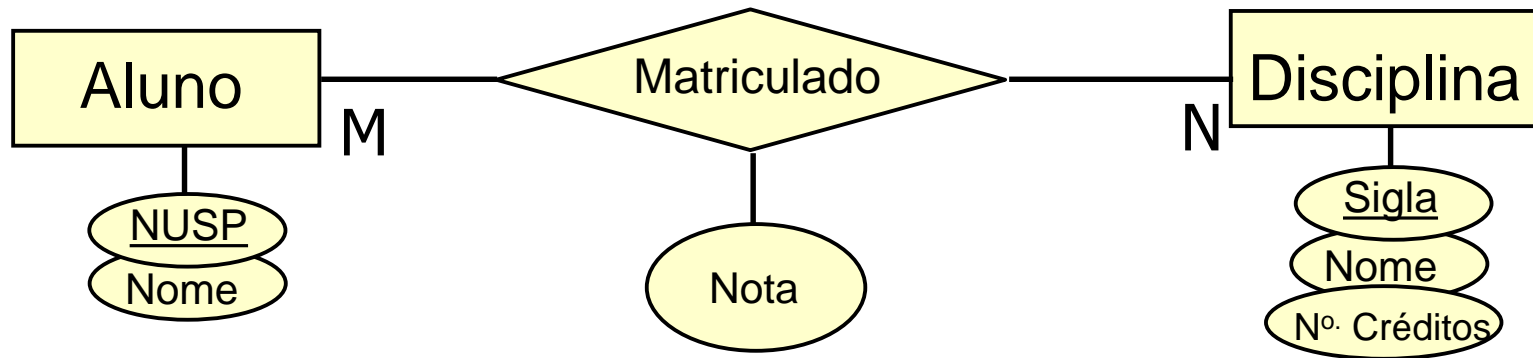 Aluno
M
Matriculado
N
Disciplina
NUSP
Nome
Nota
Sigla
Nome
Nº. Créditos